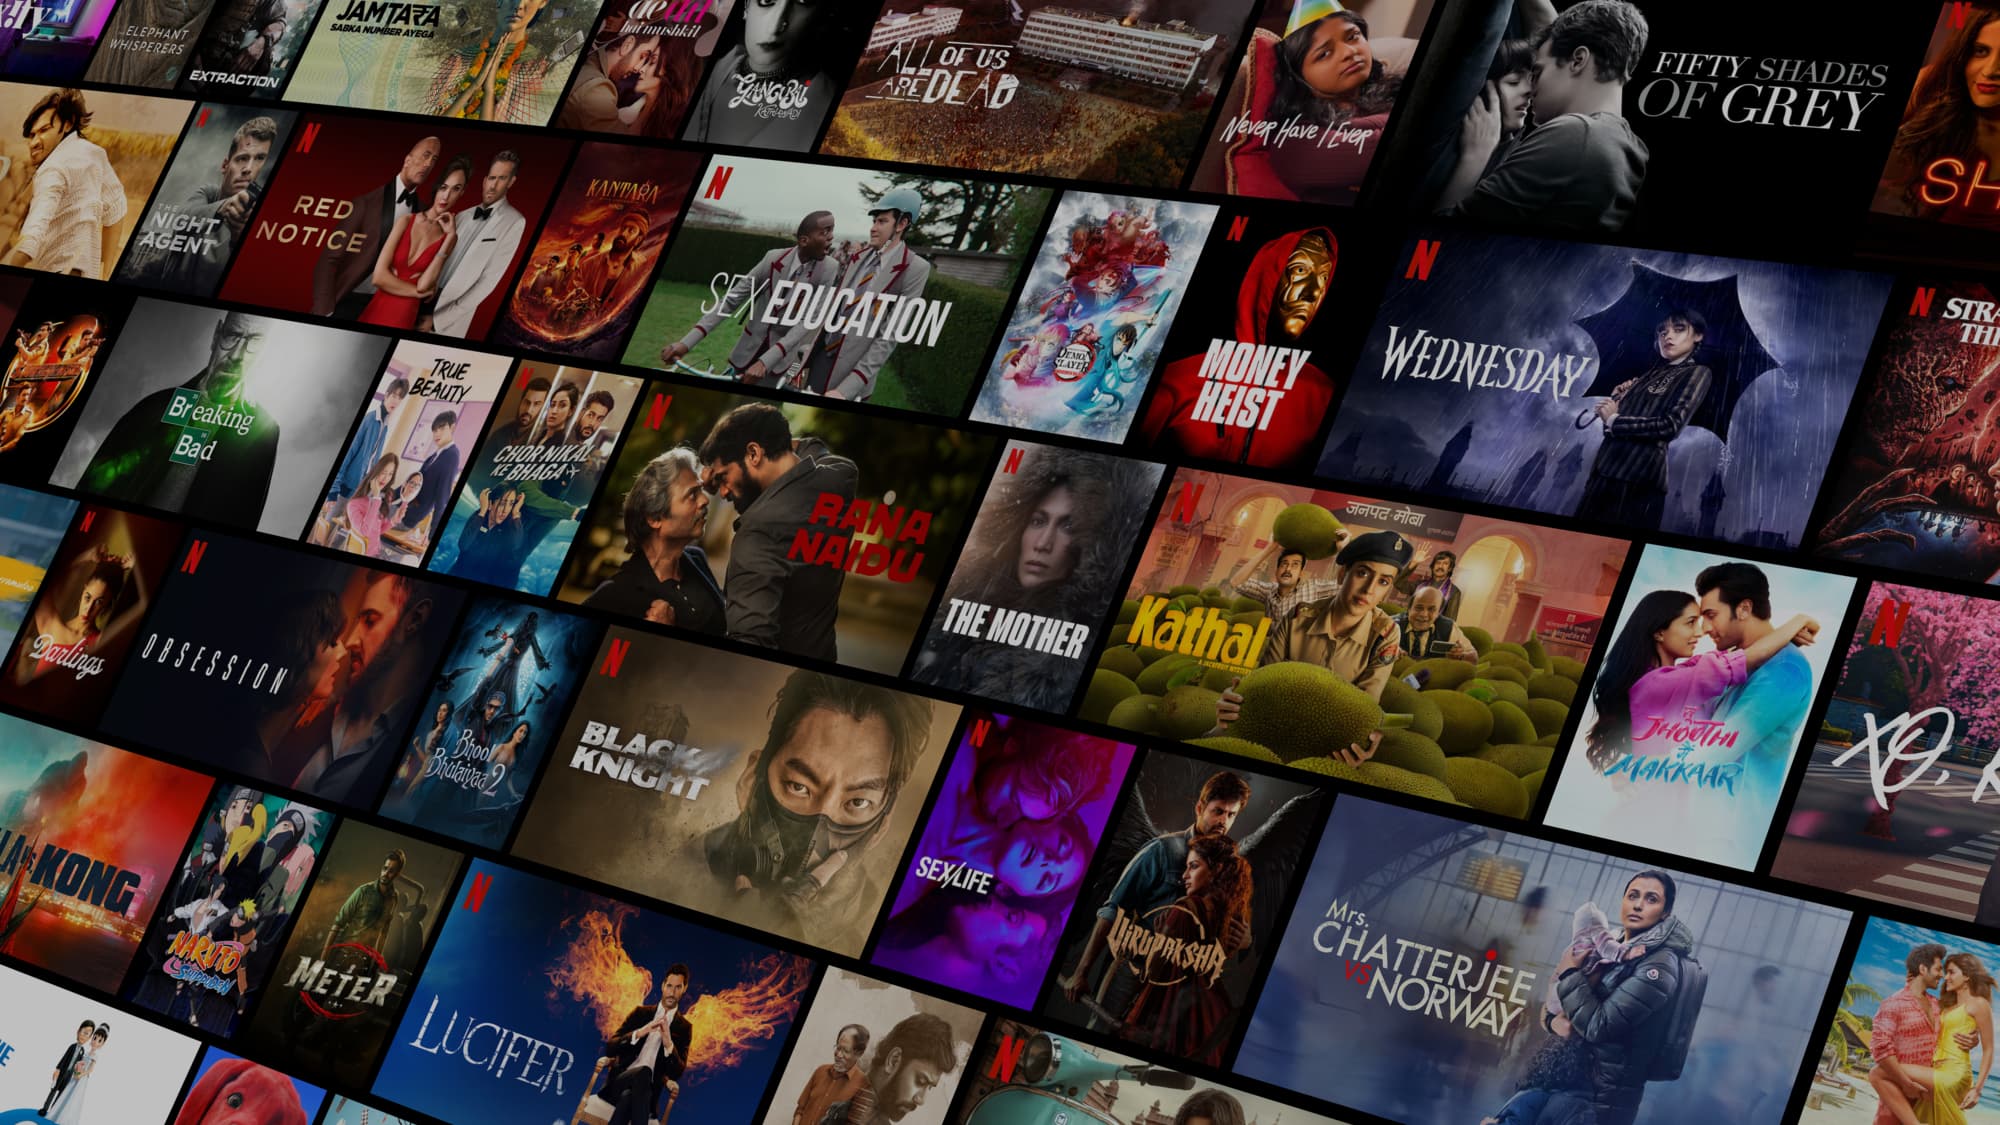 ELEPHANT
WHISPERERS
EXTRACTION
JAMTARA
SABKA NUMBER AYEGA
ae dil
hai mushkil
GANGUBAI
KATHIAWADI
ALL OF US
ARE DEAD
Never Have I Ever
FIFTY SHADES
OF GREY
SH
THE
NIGHT
AGENT
RED
NOTICE
KANTARA
SEX EDUCATION
DEMON
SLAYER
MONEY
HEIST
WEDNESDAY
STRA
THI
Breaking
Bad
TRUE
BEAUTY
CHOR NIKAL
KE BHAGA
RANA
NAIDU
THE MOTHER
जनपद-मोबा
Kathal
A JACKFRUIT MYSTERY
तू
JHOOTHI
में
MAKKAAR
XO, K
Darlings
OBSESSION
Bhool
Bhulaiyaa 2
BLACK
KNIGHT
SEX/LIFE
VIRUPAKSHA
Mrs.
CHATTERJEE
VS
NORWAY
LA VS KONG
NARUTO
SHIPPUDEN
METER
LUCIFER
HE